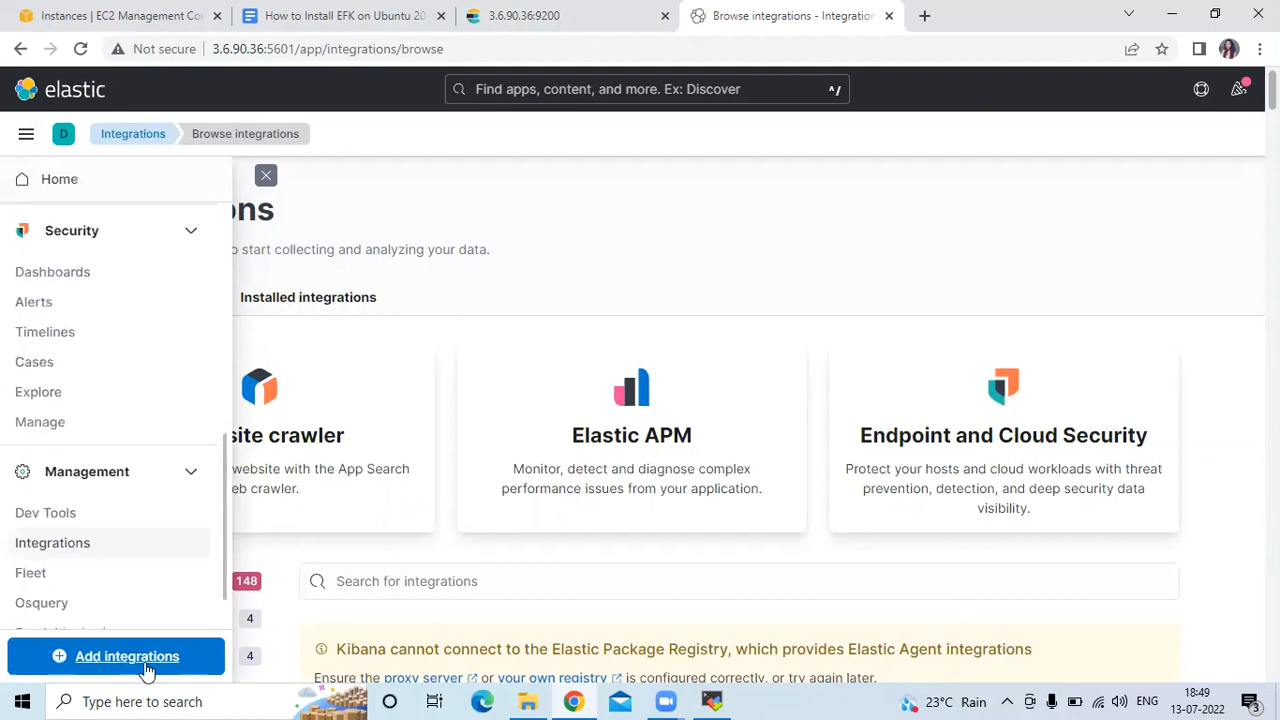 Instances | EC2 Management Co
How to Install EFK on Ubuntu 20
3.6.90.36:9200
Browse integrations - Integration
Not secure
3.6.90.36:5601/app/integrations/browse
elastic
Find apps, content, and more. Ex: Discover
^/
D
Integrations
Browse integrations
Home
Security
Dashboards
Alerts
Timelines
Cases
Explore
Manage
Management
Dev Tools
Integrations
Fleet
Osquery
Add integrations
ons
o start collecting and analyzing your data.
Installed integrations
site crawler
website with the App Search
eb crawler.
Elastic APM
Monitor, detect and diagnose complex
performance issues from your application.
Endpoint and Cloud Security
Protect your hosts and cloud workloads with threat
prevention, detection, and deep security data
visibility.
148
4
4
Search for integrations
Kibana cannot connect to the Elastic Package Registry, which provides Elastic Agent integrations
Ensure the proxy server or your own registry is configured correctly, or try again later.
Type here to search
23°C Rain
ENG
18:49
13-07-2022
3